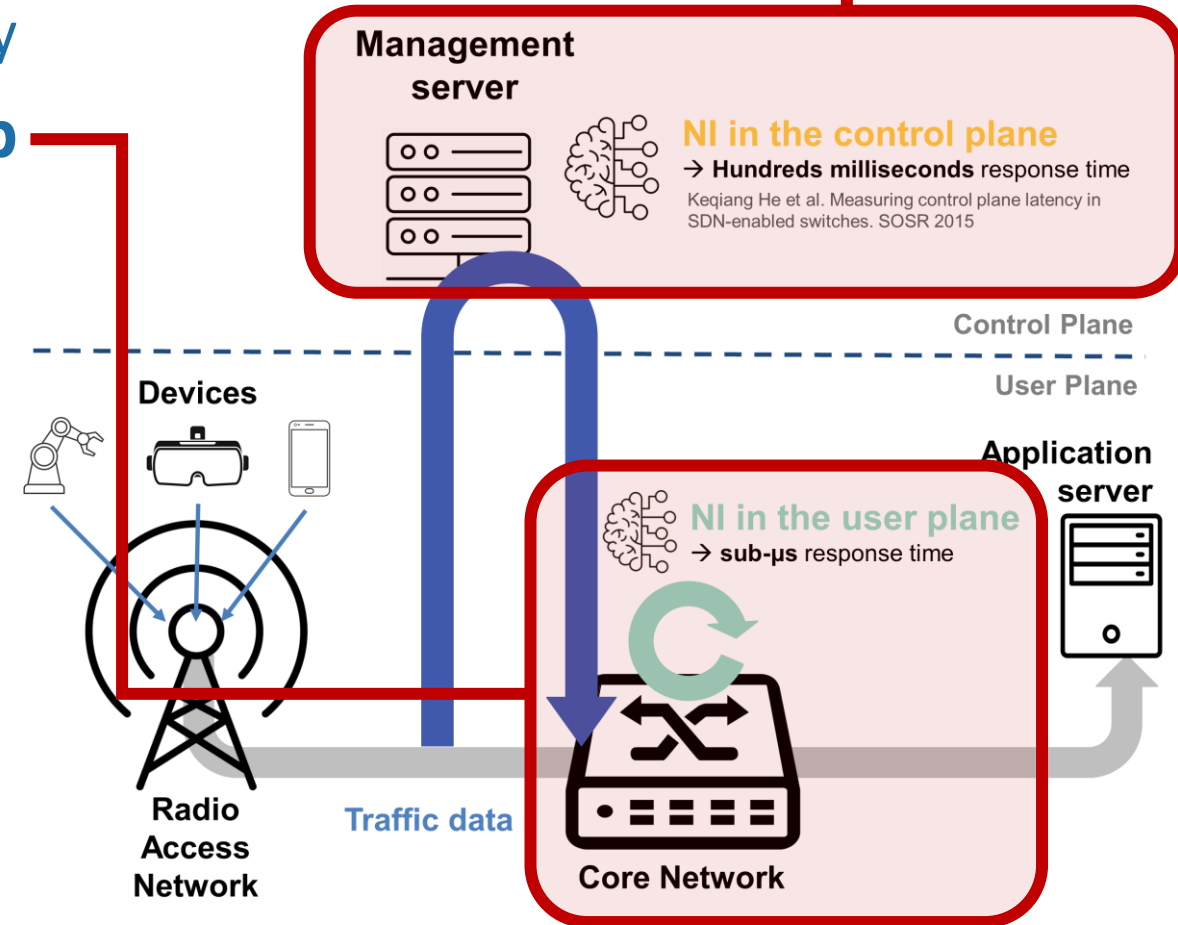 y
Management
server
NI in the control plane
→ Hundreds milliseconds response time
Keqiang He et al. Measuring control plane latency in
SDN-enabled switches. SOSR 2015
Control Plane
User Plane
Devices
Application
server
NI in the user plane
→ sub-µs response time
Radio
Access
Network
Traffic data
Core Network